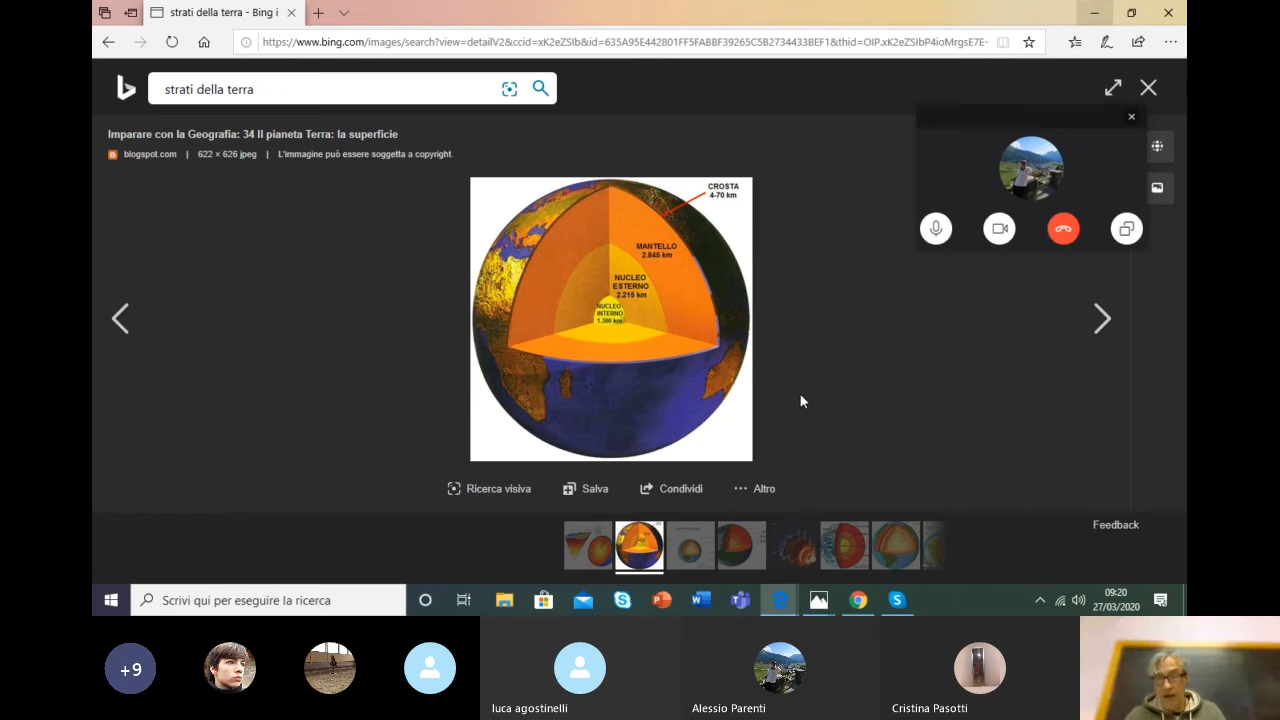 strati della terra - Bing i
https://www.bing.com/images/search?view=detailV2&ccid=xK2eZSIb&id=635A95E442801FF5FABBF39265C5B2734433BEF1&thid=OIP.xK2eZSIbP4ioMrgsE7E-
strati della terra
Imparare con la Geografia: 34 Il pianeta Terra: la superficie
blogspot.com | 622 × 626 jpeg | L'immagine può essere soggetta a copyright.
CROSTA
4-70 km
MANTELLO
2.845 km
NUCLEO
ESTERNO
2.215 km
NUCLEO
INTERNO
1.300 km
Ricerca visiva
Salva
Condividi
Altro
Feedback
Scrivi qui per eseguire la ricerca
09:20
27/03/2020
+9
luca agostinelli
Alessio Parenti
Cristina Pasotti